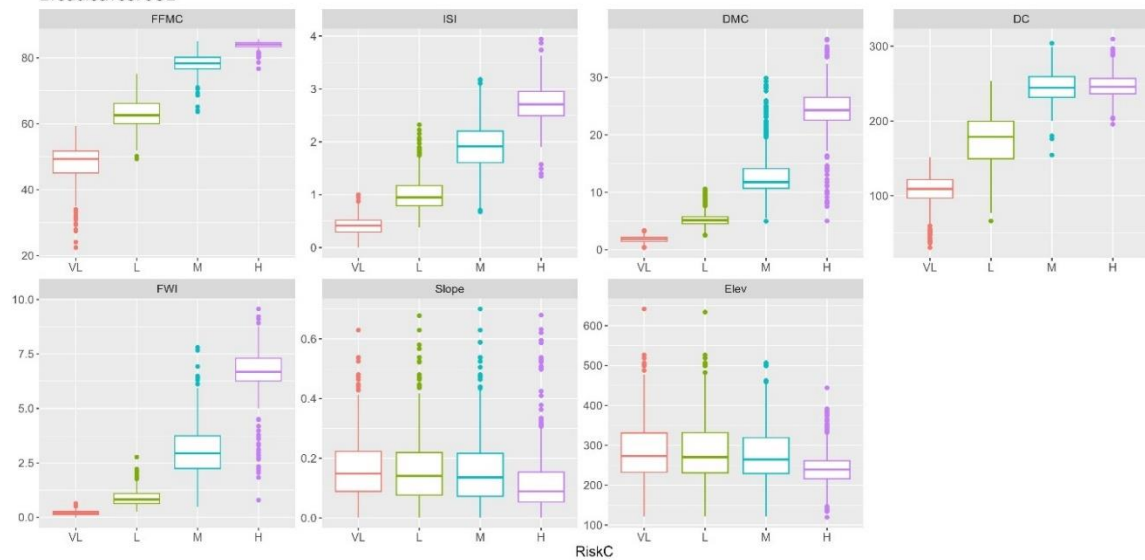 FFMC
ISI
DMC
DC
80
60
40
20
4
3
2
1
0
30
20
10
0
300
200
100
VL L M H
VL L M H
VL L M H
VL L M H
FWI
Slope
Elev
10.0
7.5
5.0
2.5
0.0
0.6
0.4
0.2
0.0
600
500
400
300
200
100
VL L M H
VL L M H
VL L M H
RiskC